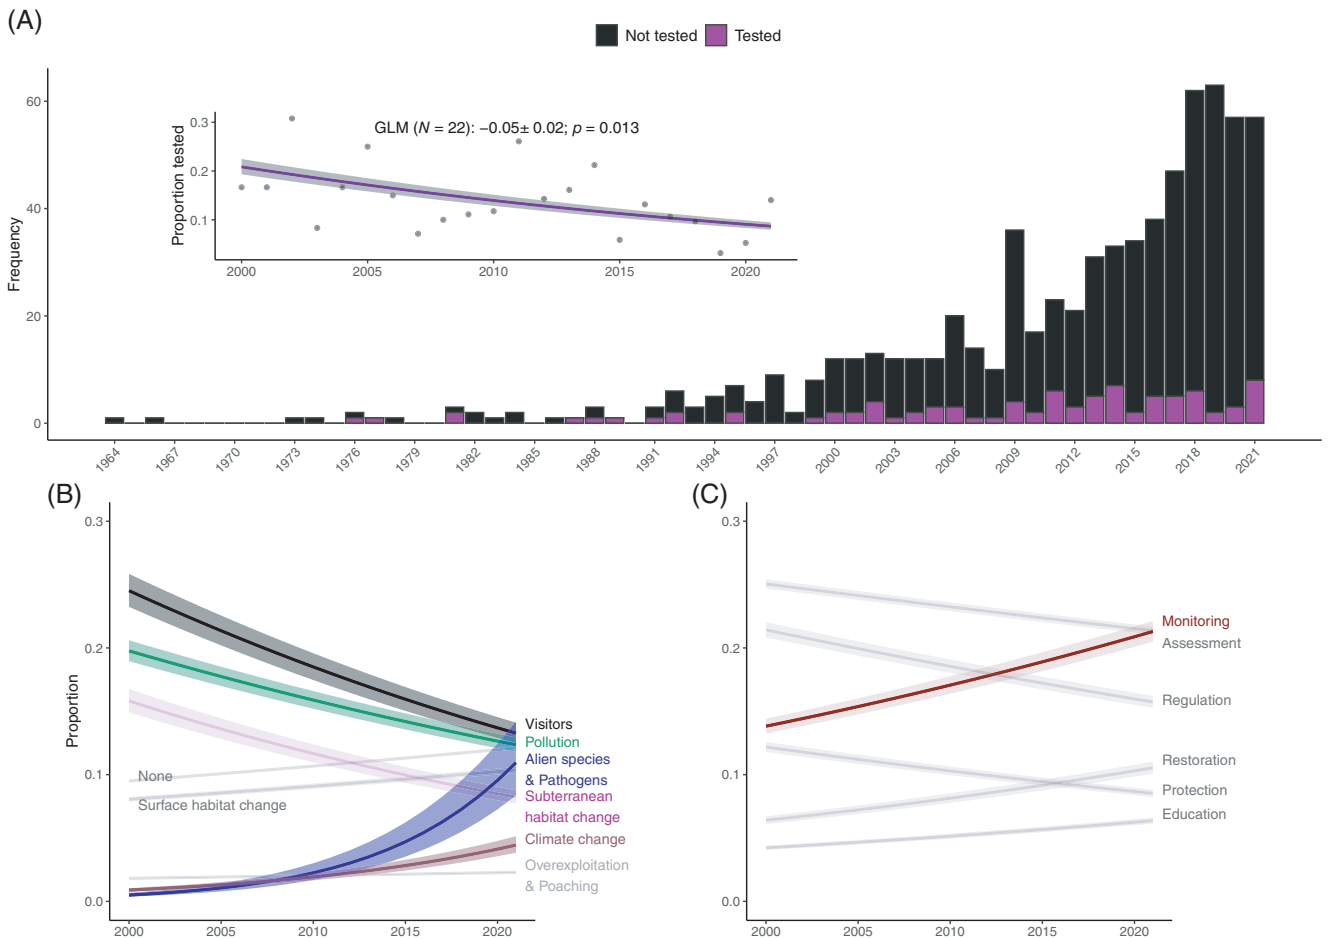 (A)
Not tested Tested
Frequency
60
40
20
0
Proportion tested
0.3
0.2
0.1
GLM (N = 22): −0.05± 0.02; p = 0.013
2000 2005 2010 2015 2020
1964 1967 1970 1973 1976 1979 1982 1985 1988 1991 1994 1997 2000 2003 2006 2009 2012 2015 2018 2021
(B)
Proportion
0.3
0.2
0.1
0.0
None
Surface habitat change
Visitors
Pollution
Alien species
& Pathogens
Subterranean
habitat change
Climate change
Overexploitation
& Poaching
2000 2005 2010 2015 2020
(C)
0.3
0.2
0.1
0.0
Monitoring
Assessment
Regulation
Restoration
Protection
Education
2000 2005 2010 2015 2020